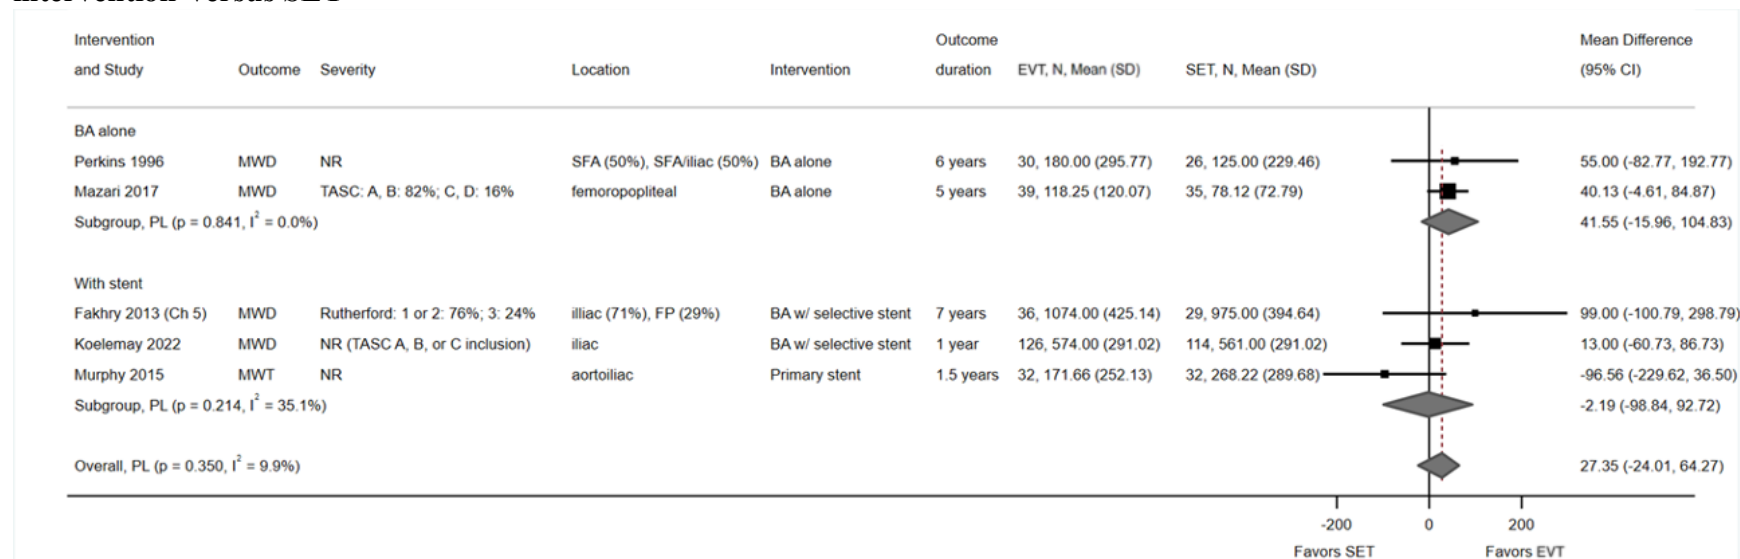 intervention versus SET
Intervention Outcome Mean Difference
and Study Outcome Severity Location Intervention duration EVT, N, Mean (SD) SET, N, Mean (SD) (95% CI)
BA alone
Perkins 1996 MWD NR SFA (50%), SFA/iliac (50%) BA alone 6 years 30, 180.00 (295.77) 26, 125.00 (229.46) 55.00 (-82.77, 192.77)
Mazari 2017 MWD TASC: A, B: 82%; C, D: 16% femoropopliteal BA alone 5 years 39, 118.25 (120.07) 35, 78.12 (72.79) 40.13 (-4.61, 84.87)
Subgroup, PL (p = 0.841, I² = 0.0%) 41.55 (-15.96, 104.83)
With stent
Fakhry 2013 (Ch 5) MWD Rutherford: 1 or 2: 76%; 3: 24% illiac (71%), FP (29%) BA w/ selective stent 7 years 36, 1074.00 (425.14) 29, 975.00 (394.64) 99.00 (-100.79, 298.79)
Koelemay 2022 MWD NR (TASC A, B, or C inclusion) iliac BA w/ selective stent 1 year 126, 574.00 (291.02) 114, 561.00 (291.02) 13.00 (-60.73, 86.73)
Murphy 2015 MWT NR aortoiliac Primary stent 1.5 years 32, 171.66 (252.13) 32, 268.22 (289.68) -96.56 (-229.62, 36.50)
Subgroup, PL (p = 0.214, I² = 35.1%) -2.19 (-98.84, 92.72)
Overall, PL (p = 0.350, I² = 9.9%) 27.35 (-24.01, 64.27)
-200 0 200
Favors SET Favors EVT